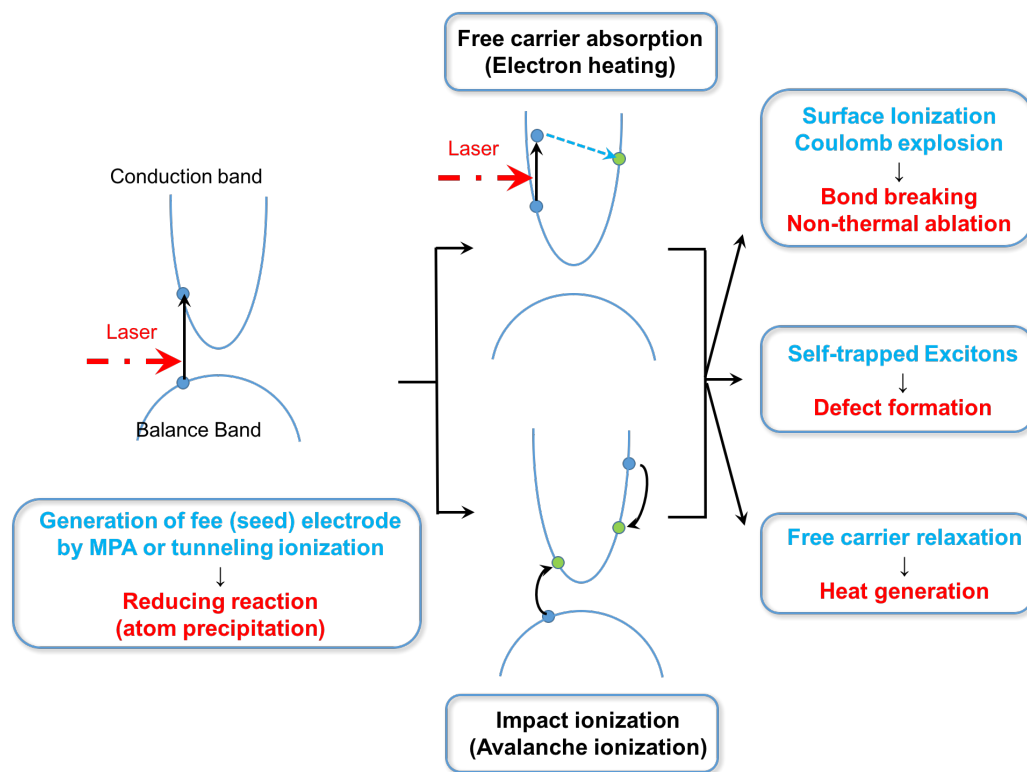 Free carrier absorption
(Electron heating)
Laser
Conduction band
Laser
Balance Band
Generation of fee (seed) electrode
by MPA or tunneling ionization
↓
Reducing reaction
(atom precipitation)
Impact ionization
(Avalanche ionization)
Surface Ionization
Coulomb explosion
↓
Bond breaking
Non-thermal ablation
Self-trapped Excitons
↓
Defect formation
Free carrier relaxation
↓
Heat generation